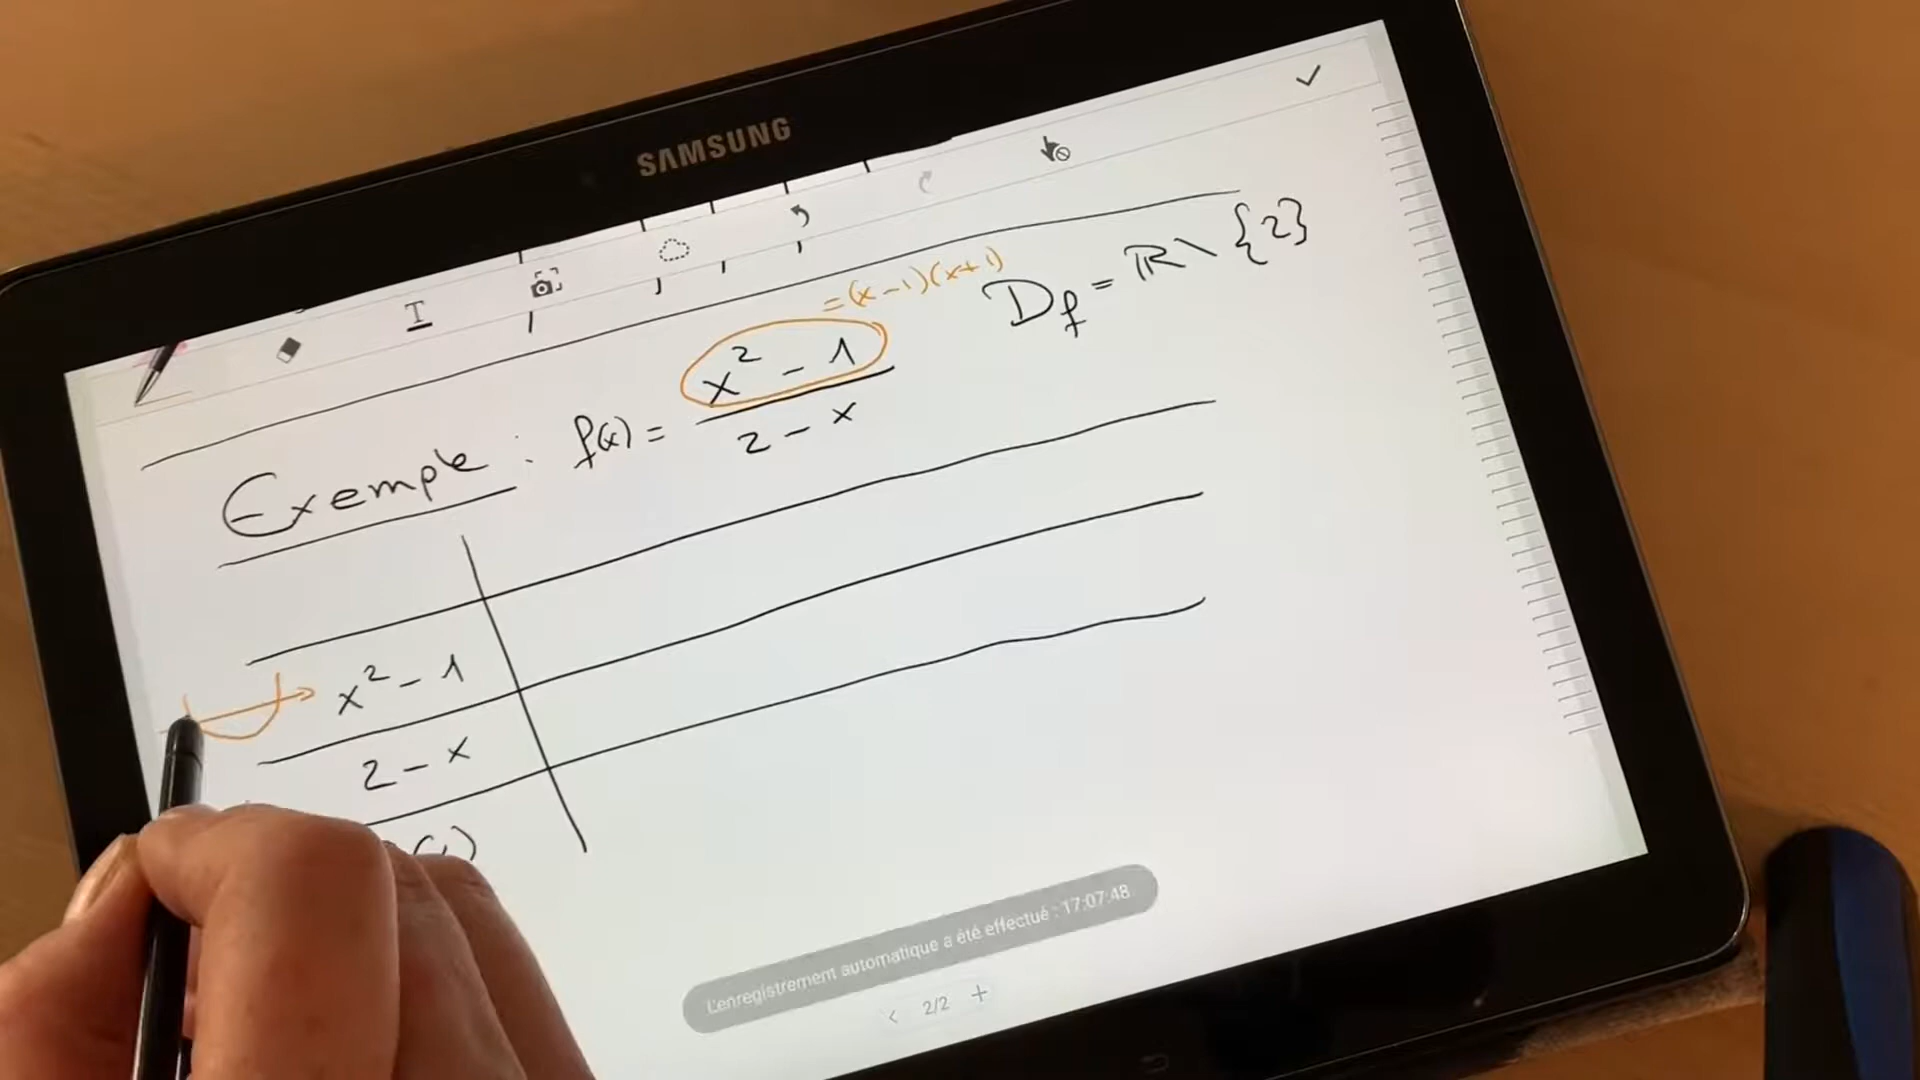 SAMSUNG
T
= (x-1)(x+1)
Exemple : f(x) = (x² - 1)/(2 - x)
D_f = ℝ \ {2}
x² - 1
2 - x
L'enregistrement automatique a été effectué : 17:07:48
< 2/2 +